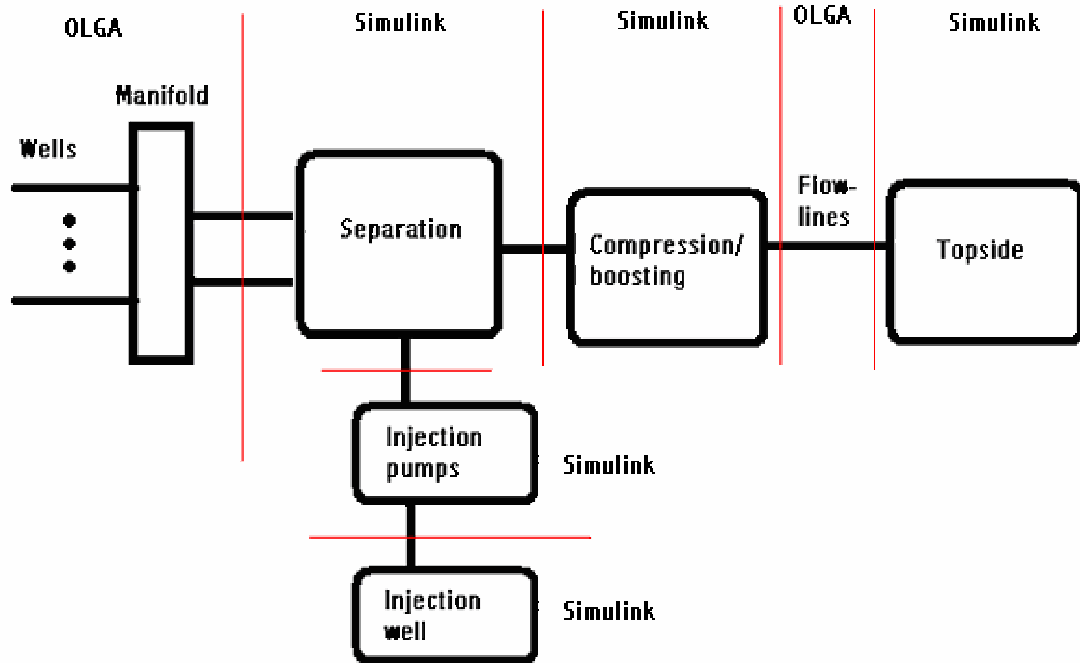 OLGA
Simulink
Simulink
OLGA
Simulink
Manifold
Wells
Separation
Compression/
boosting
Flow-
lines
Topside
Injection
pumps
Simulink
Injection
well
Simulink